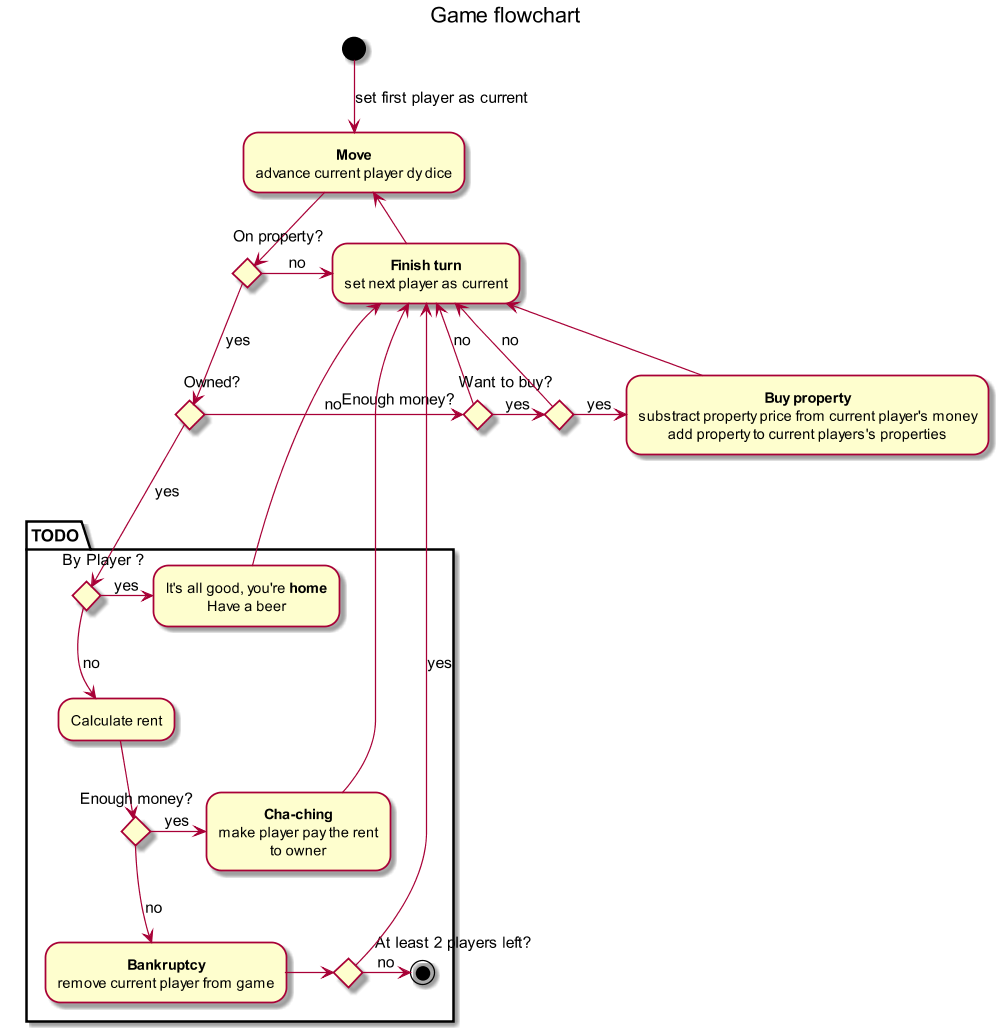 Game flowchart
set first player as current
Move
advance current player dy dice
On property?
no
Finish turn
set next player as current
yes
Owned?
no
Enough money?
no
yes
Want to buy?
no
yes
Buy property
substract property price from current player's money
add property to current players's properties
yes
TODO
By Player ?
yes
It's all good, you're home
Have a beer
no
yes
Calculate rent
Enough money?
yes
Cha-ching
make player pay the rent
to owner
no
Bankruptcy
remove current player from game
At least 2 players left?
no